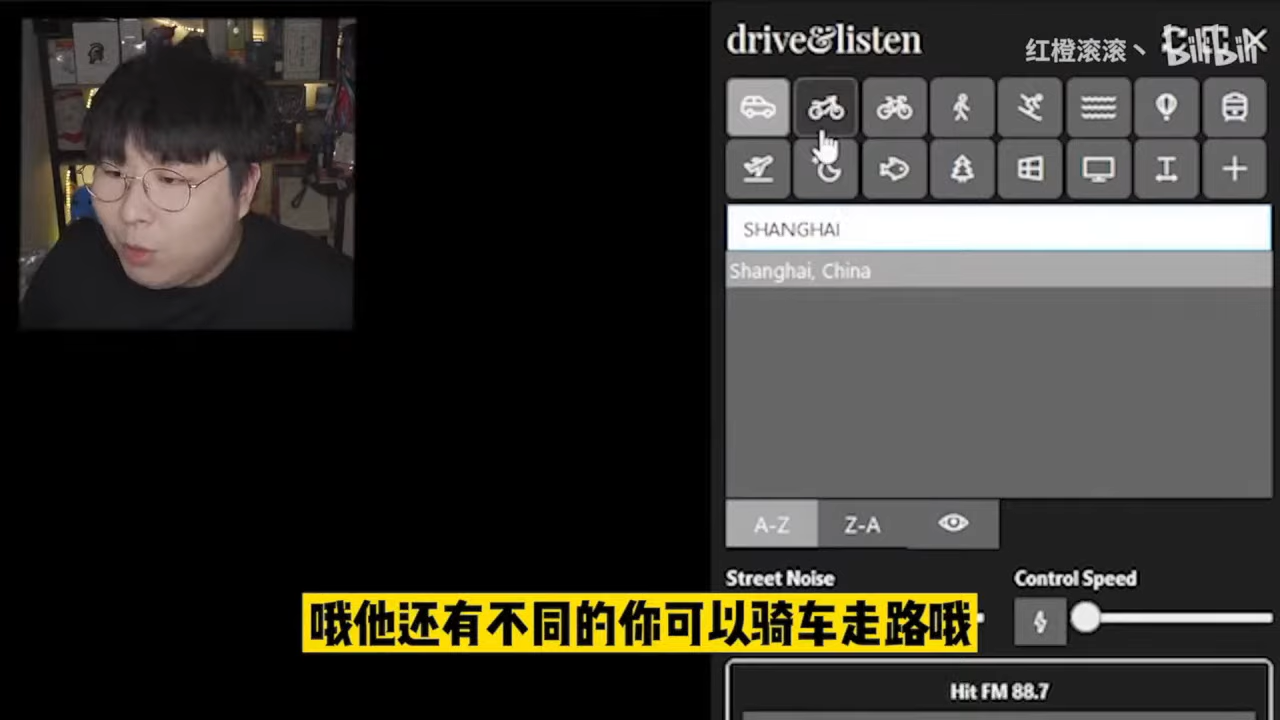 drive&listen
红橙滚滚丶 bilibili
SHANGHAI
Shanghai, China
A-Z Z-A
Street Noise Control Speed
哦他还有不同的你可以骑车走路哦
Hit FM 88.7